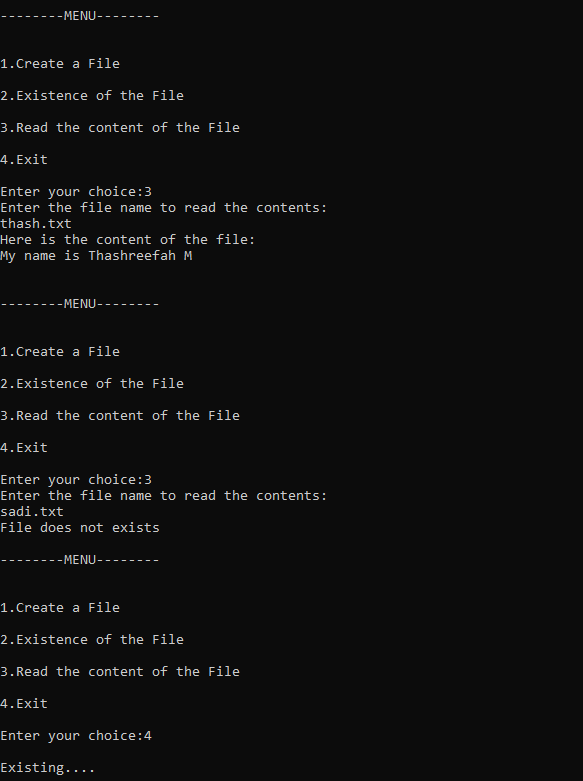 --------MENU--------
1.Create a File
2.Existence of the File
3.Read the content of the File
4.Exit
Enter your choice:3
Enter the file name to read the contents:
thash.txt
Here is the content of the file:
My name is Thashreefah M
--------MENU--------
1.Create a File
2.Existence of the File
3.Read the content of the File
4.Exit
Enter your choice:3
Enter the file name to read the contents:
sadi.txt
File does not exists
--------MENU--------
1.Create a File
2.Existence of the File
3.Read the content of the File
4.Exit
Enter your choice:4
Existing....